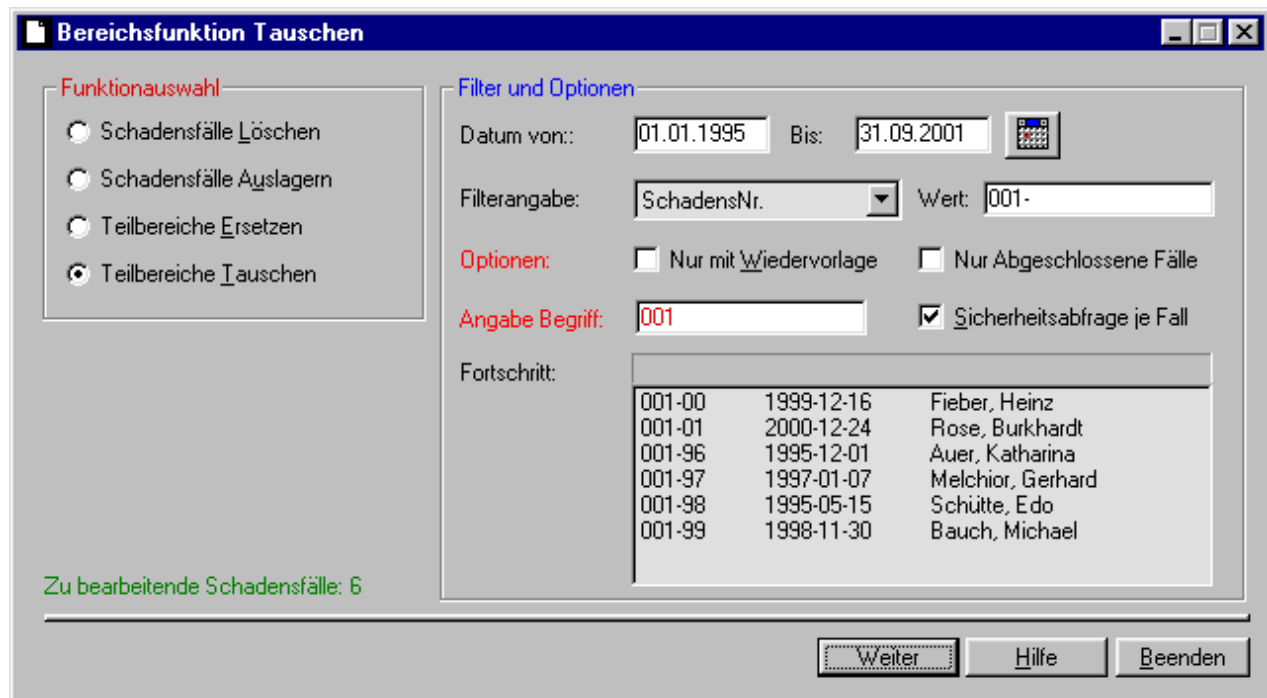 Bereichsfunktion Tauschen
Funktionauswahl
Schadensfälle Löschen
Schadensfälle Auslagern
Teilbereiche Ersetzen
Teilbereiche Tauschen
Zu bearbeitende Schadensfälle: 6
Filter und Optionen
Datum von:: 01.01.1995 Bis: 31.09.2001
Filterangabe: SchadensNr. Wert: 001-
Optionen: Nur mit Wiedervorlage Nur Abgeschlossene Fälle
Angabe Begriff: 001 Sicherheitsabfrage je Fall
Fortschritt:
001-00 1999-12-16 Fieber, Heinz
001-01 2000-12-24 Rose, Burkhardt
001-96 1995-12-01 Auer, Katharina
001-97 1997-01-07 Melchior, Gerhard
001-98 1995-05-15 Schütte, Edo
001-99 1998-11-30 Bauch, Michael
Weiter Hilfe Beenden